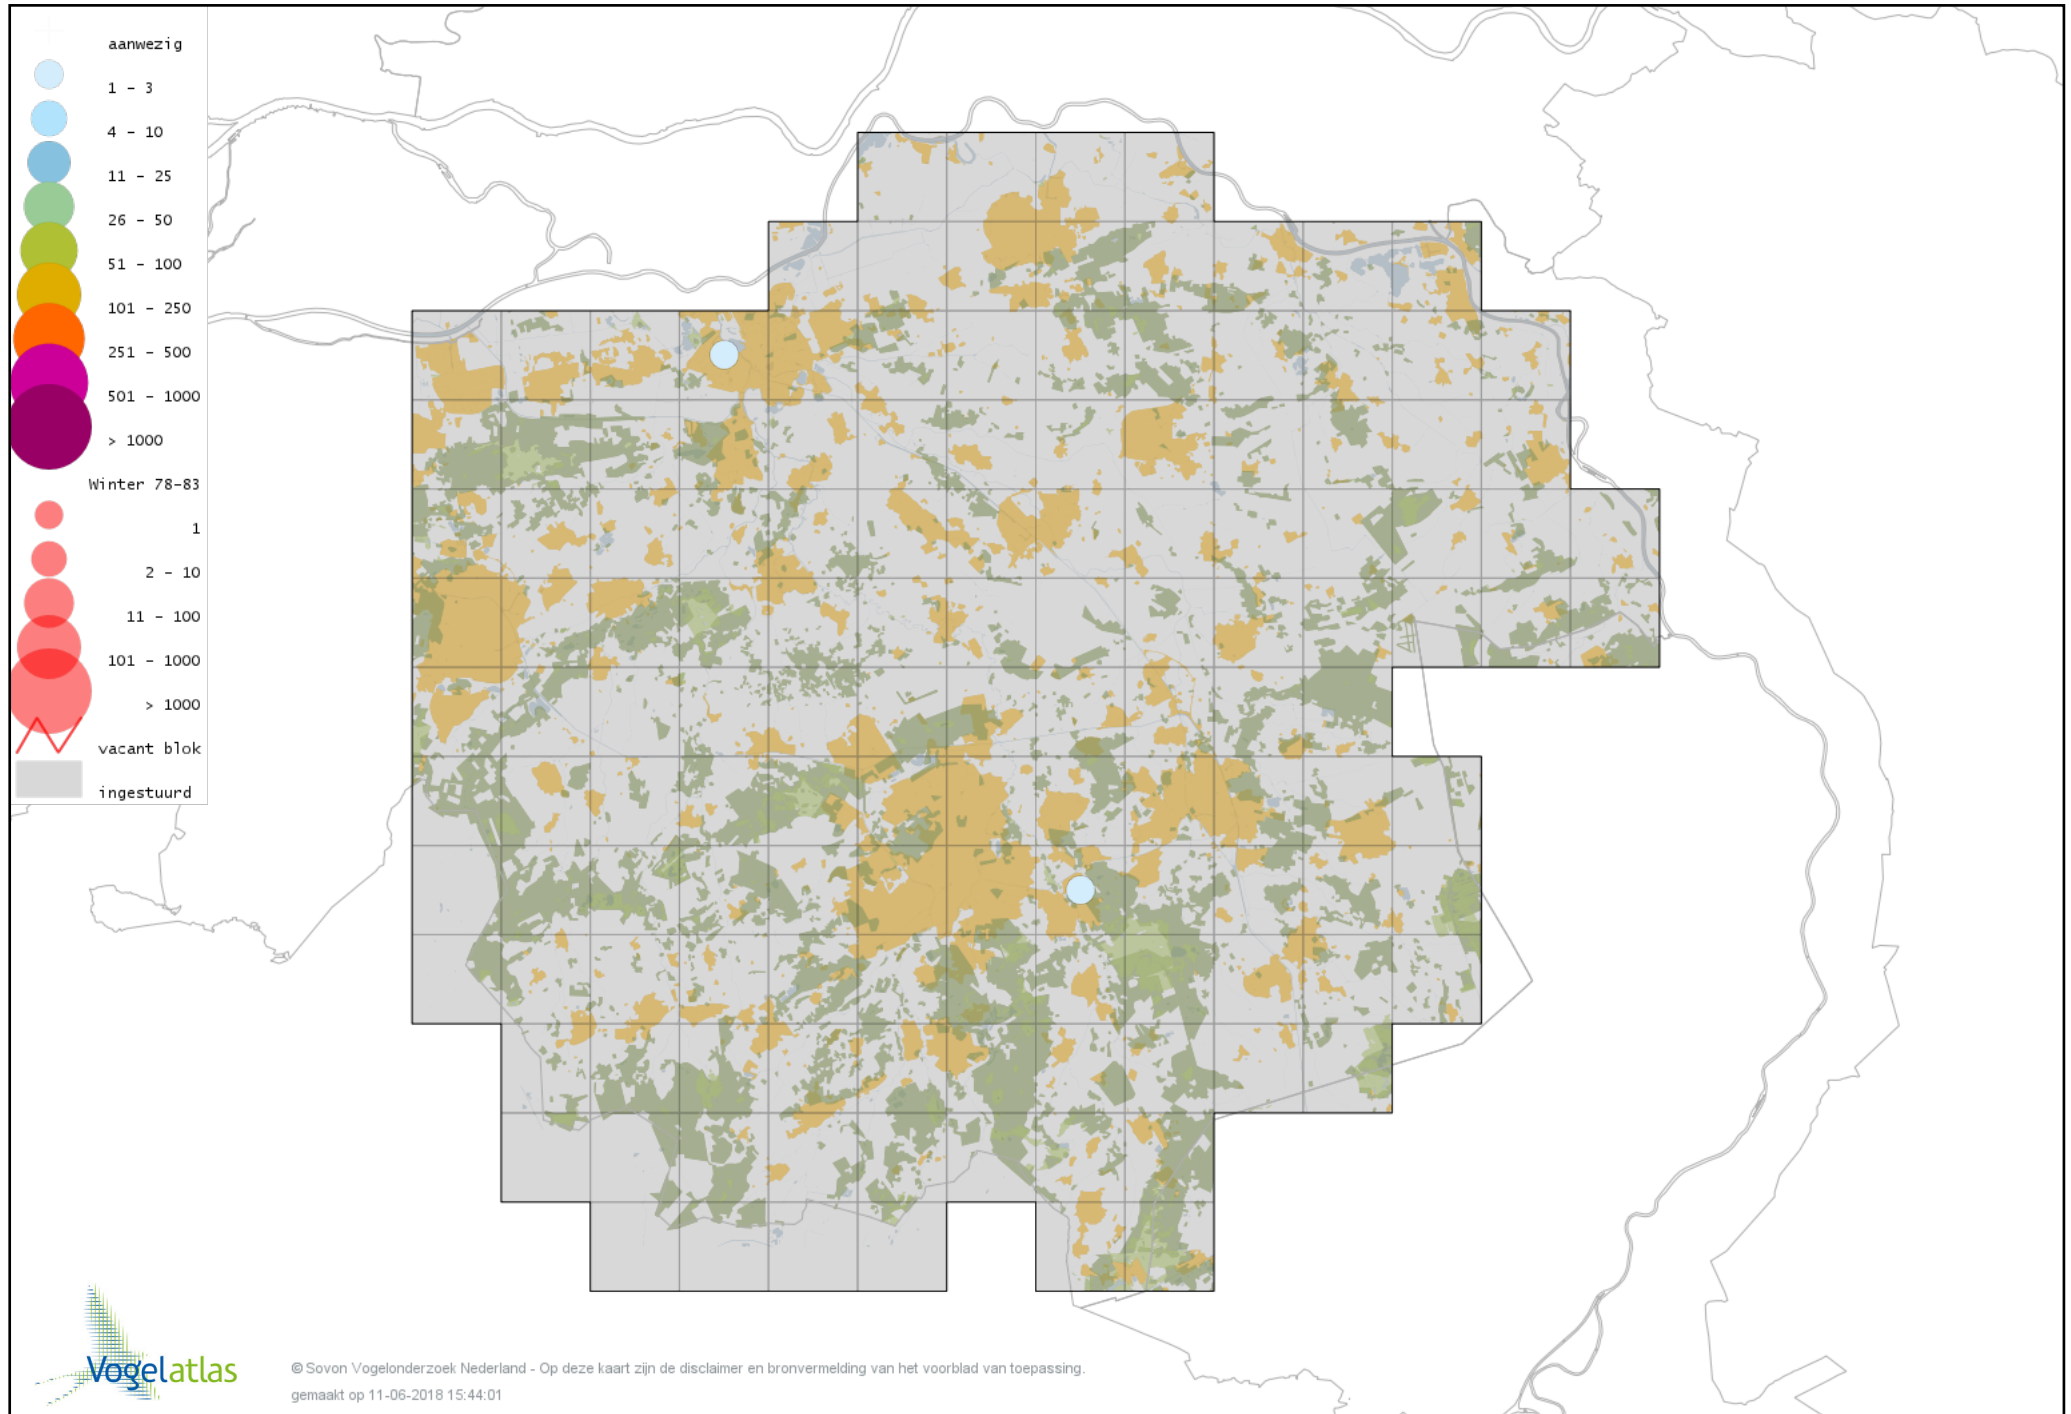 aanwezig
1 - 3
4 - 10
11 - 25
26 - 50
51 - 100
101 - 250
251 - 500
501 - 1000
> 1000
Winter 78-83
1
2 - 10
11 - 100
101 - 1000
> 1000
vacant blok
ingestuurd
Vogelatlas
© Sovon Vogelonderzoek Nederland - Op deze kaart zijn de disclaimer en bronvermelding van het voorblad van toepassing.
gemaakt op 11-06-2018 15:44:01